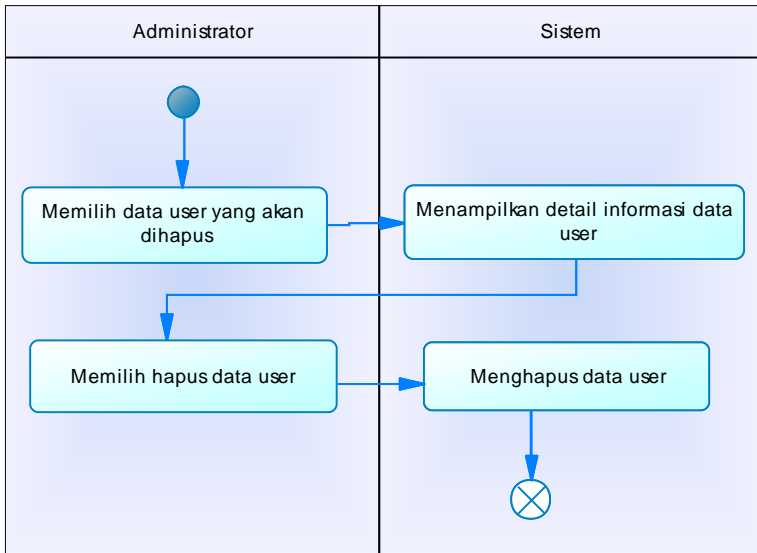 Administrator
Sistem
Memilih data user yang akan
dihapus
Menampilkan detail informasi data
user
Memilih hapus data user
Menghapus data user